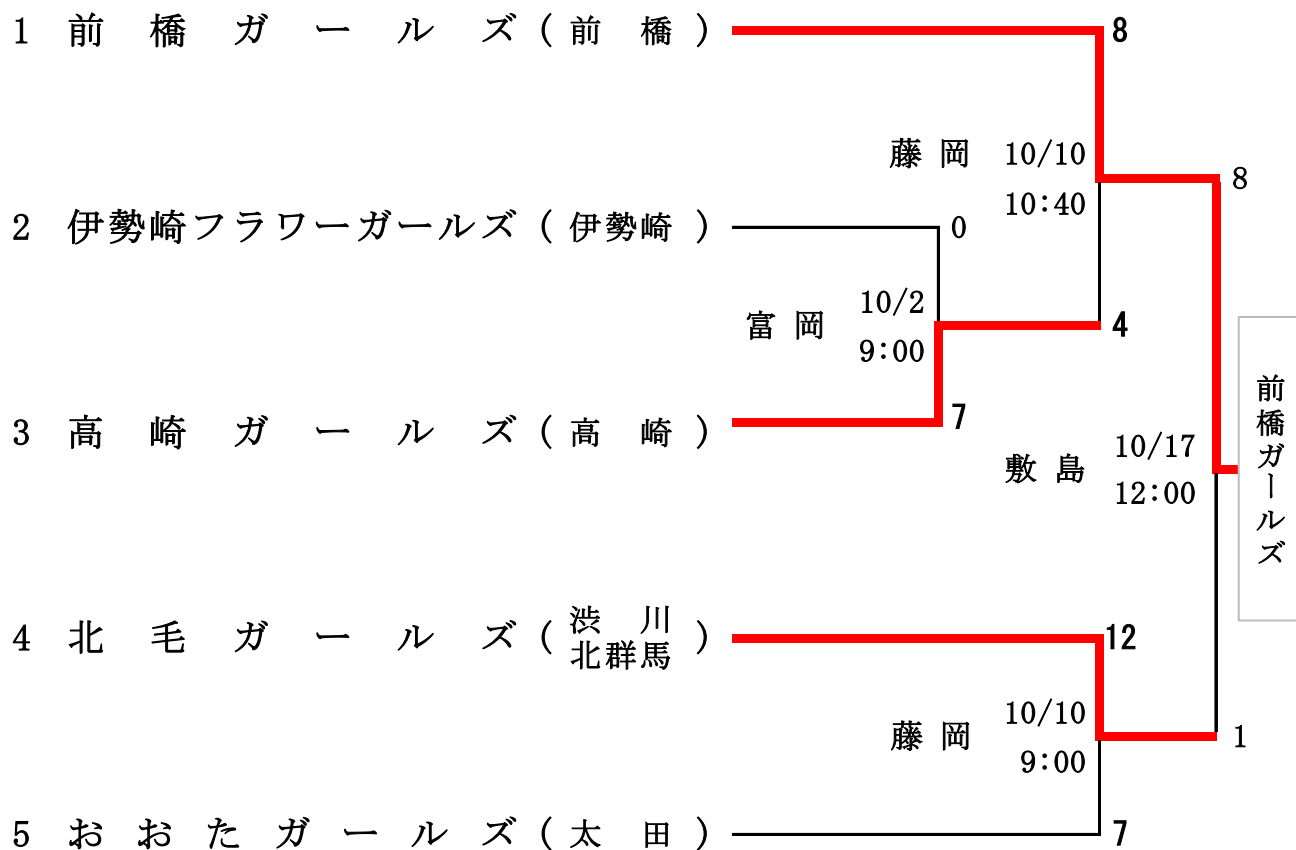 1 前橋ガールズ(前橋) 8
藤岡 10/10
10:40
8
2 伊勢崎フラワーガールズ(伊勢崎) 0
富岡 10/2
9:00
4
3 高崎ガールズ(高崎) 7
敷島 10/17
12:00
前橋ガールズ
4 北毛ガールズ(渋川
北群馬) 12
藤岡 10/10
9:00
1
5 おおたガールズ(太田) 7